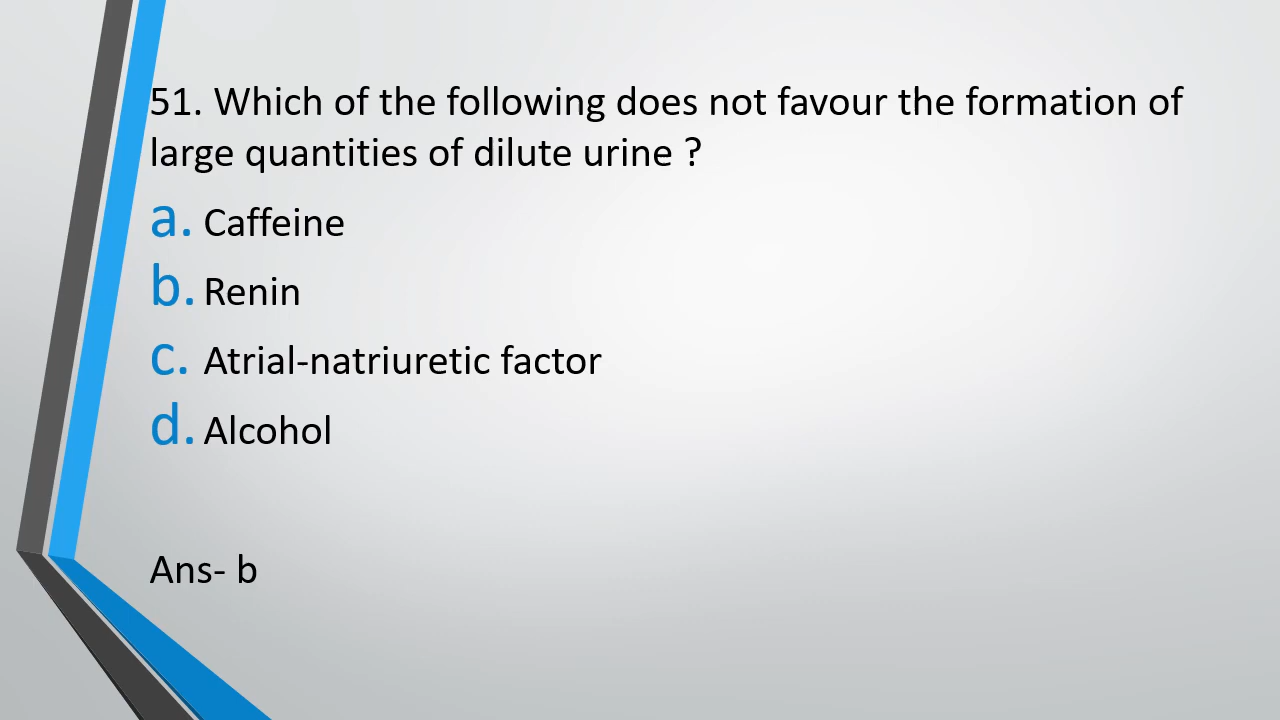 51. Which of the following does not favour the formation of
large quantities of dilute urine ?
a. Caffeine
b. Renin
c. Atrial-natriuretic factor
d. Alcohol
Ans- b